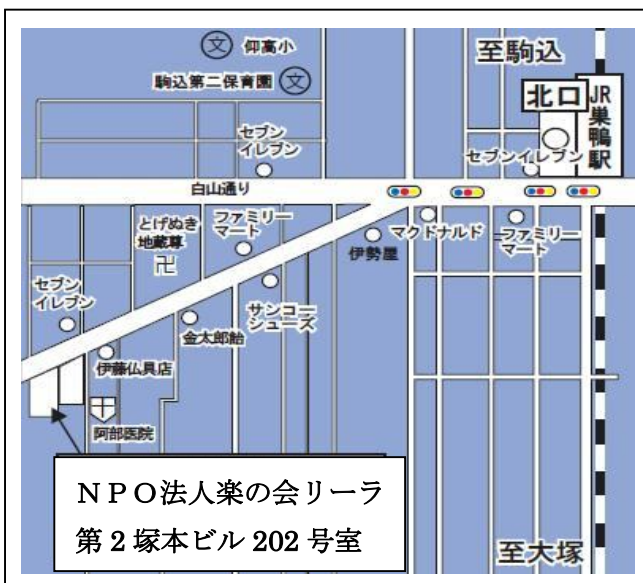 文
仰高小
至駒込
駒込第二保育園
文
北口
JR
巣
鴨
駅
セブン
イレブン
セブンイレブン
白山通り
とげぬき
地蔵尊
卍
ファミリー
マート
マクドナルド
ファミリー
マート
伊勢屋
セブン
イレブン
サンコー
シューズ
金太郎飴
伊藤仏具店
阿部医院
NPO法人楽の会リーラ
第2塚本ビル202号室
至大塚